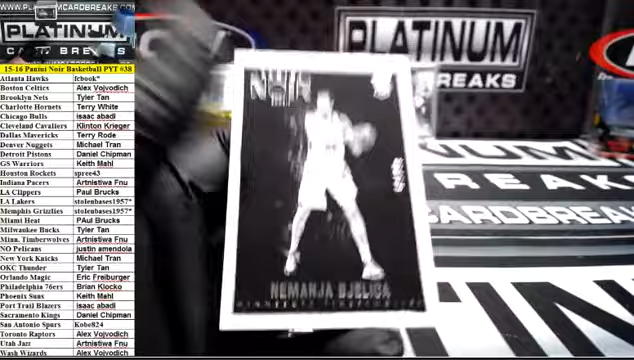 PLATINUMCARDBREAKS.COM
PLATINUM
CARD BREAKS
15-16 Panini Noir Basketball PYT #38
Atlanta Hawks fcbook*
Boston Celtics Alex Vojvodich
Brooklyn Nets Tyler Tan
Charlotte Hornets Terry White
Chicago Bulls isaac abadi
Cleveland Cavaliers Klinton Krieger
Dallas Mavericks Terry Rode
Denver Nuggets Michael Tran
Detroit Pistons Daniel Chipman
GS Warriors Keith Mahl
Houston Rockets spree43
Indiana Pacers Artnistiwa Fnu
LA Clippers Paul Brucks
LA Lakers stolenbases1957*
Memphis Grizzlies stolenbases1957*
Miami Heat PAul Brucks
Milwaukee Bucks Tyler Tan
Minn. Timberwolves Artnistiwa Fnu
NO Pelicans justin amendola
New York Knicks Michael Tran
OKC Thunder Tyler Tan
Orlando Magic Eric Freiburger
Philadelphia 76ers Brian Klocko
Phoenix Suns Keith Mahl
Port Trail Blazers isaac abadi
Sacramento Kings Daniel Chipman
San Antonio Spurs Kobe824
Toronto Raptors Alex Vojvodich
Utah Jazz Artnistiwa Fnu
Wash Wizards Alex Vojvodich
NOIR
NEMANJA BJELICA
PLATINUM
BREAKS
BREAK
CARDBREAKS
TIN